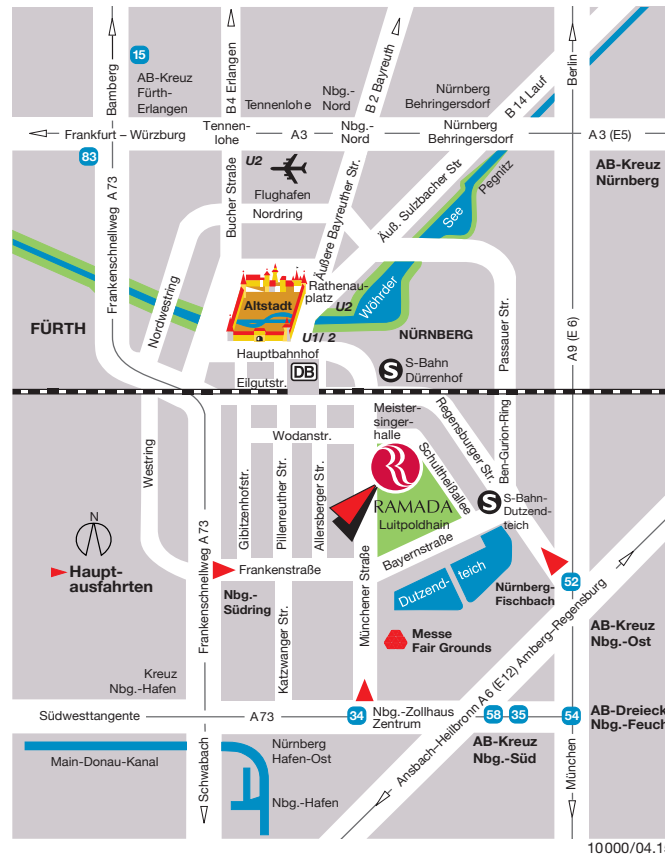 Bamberg
15
AB-Kreuz
Fürth-
Erlangen
B4 Erlangen
Tennenlohe
Nbg.-
Nord
B 2 Bayreuth
Nürnberg
Behringersdorf
B 14 Lauf
Berlin
Frankfurt – Würzburg
Tennen-
lohe
A3
Nbg.-
Nord
Nürnberg
Behringersdorf
A 3 (E5)
83
U2
Flughafen
Nordring
Bucher Straße
Frankenschnellweg A 73
Äußere Bayreuther Str.
Äuß. Sulzbacher Str
Pegnitz
See
Wöhrder
AB-Kreuz
Nürnberg
Nordwestring
FÜRTH
Altstadt
Rathenau-
platz
U2
U1/ 2
NÜRNBERG
Passauer Str.
A9 (E 6)
Hauptbahnhof
Eilgutstr.
DB
S
S-Bahn
Dürrenhof
Meister-
singer-
halle
Wodanstr.
Regensburger Str.
Ben-Gurion-Ring
Schultheißallee
Westring
Gibitzenhofstr.
Pillenreuther Str.
Allersberger Str.
RAMADA
Luitpoldhain
S
S-Bahn-
Dutzend-
teich
N
Haupt-
ausfahrten
Frankenschnellweg A 73
Frankenstraße
Bayernstraße
Nbg.-
Südring
Münchener Straße
Katzwanger Str.
Dutzend-
teich
Nürnberg-
Fischbach
52
Messe
Fair Grounds
AB-Kreuz
Nbg.-Ost
Ansbach–Heilbronn A 6 (E12) Amberg–Regensburg
Kreuz
Nbg.-Hafen
Südwesttangente
A73
34
Nbg.-Zollhaus
Zentrum
58
35
54
AB-Dreieck
Nbg.-Feuch
AB-Kreuz
Nbg.-Süd
Main-Donau-Kanal
Schwabach
Nürnberg
Hafen-Ost
Nbg.-Hafen
München
10000/04.1